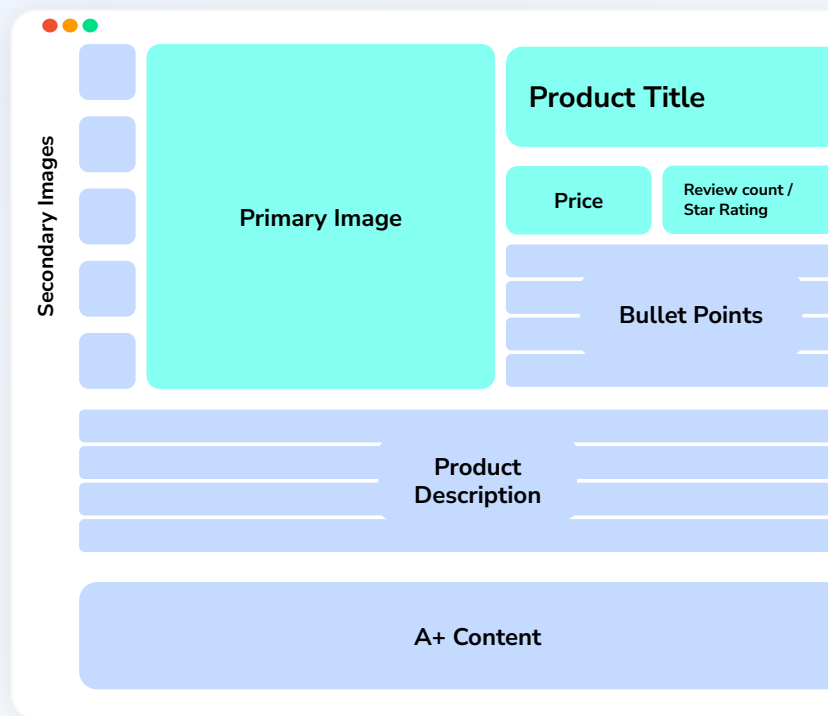 Secondary Images
Primary Image
Product Title
Price
Review count /
Star Rating
Bullet Points
Product
Description
A+ Content